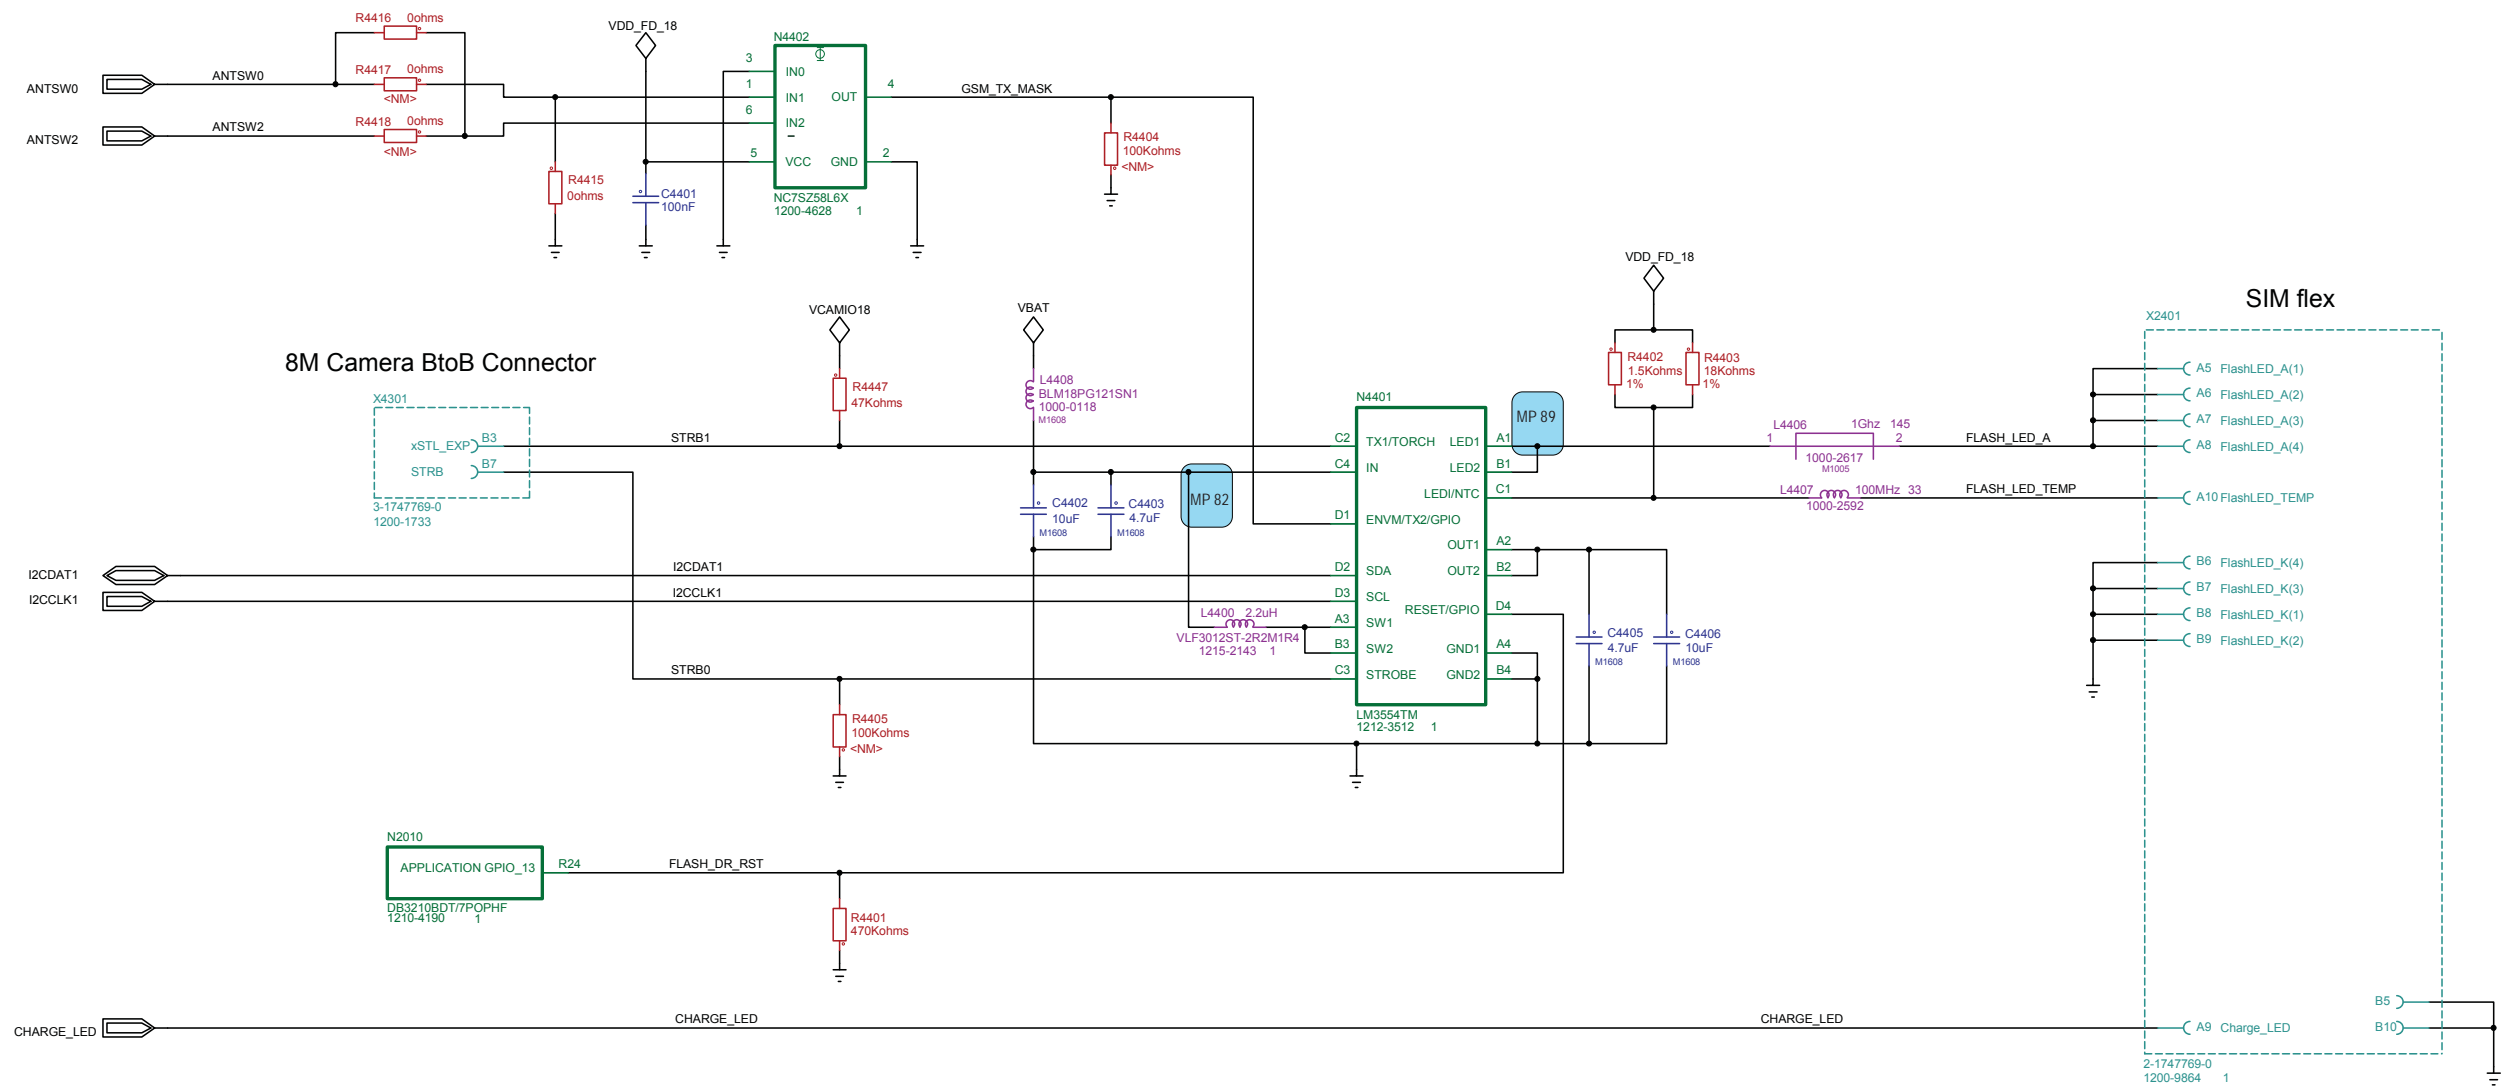 R4416 0ohms
VDD_FD_18
N4402
ANTSW0
ANTSW0
R4417 0ohms
<NM>
3
IN0
1
IN1
OUT
4
GSM_TX_MASK
ANTSW2
ANTSW2
R4418 0ohms
<NM>
6
IN2
R4404
100Kohms
<NM>
5
VCC
GND
2
R4415
0ohms
C4401
100nF
NC7SZ58L6X
1200-4628 1
VDD_FD_18
SIM flex
VCAMIO18
VBAT
X2401
8M Camera BtoB Connector
R4447
47Kohms
L4408
BLM18PG121SN1
1000-0118
M1608
R4402
1.5Kohms
1%
R4403
18Kohms
1%
A5 FlashLED_A(1)
A6 FlashLED_A(2)
A7 FlashLED_A(3)
A8 FlashLED_A(4)
X4301
N4401
MP 89
xSTL_EXP
B3
STRB1
C2
TX1/TORCH
LED1
A1
L4406 1Ghz 145
1
2
1000-2617
M1005
FLASH_LED_A
STRB
B7
C4
IN
LED2
B1
LEDI/NTC
C1
L4407 100MHz 33
1000-2592
FLASH_LED_TEMP
A10 FlashLED_TEMP
3-1747769-0
1200-1733
C4402
10uF
M1608
C4403
4.7uF
M1608
MP 82
D1
ENVM/TX2/GPIO
OUT1
A2
I2CDAT1
I2CDAT1
D2
SDA
OUT2
B2
B6 FlashLED_K(4)
B7 FlashLED_K(3)
B8 FlashLED_K(1)
B9 FlashLED_K(2)
I2CCLK1
I2CCLK1
D3
SCL
RESET/GPIO
D4
L4400 2.2uH
VLF3012ST-2R2M1R4
1215-2143 1
A3
SW1
B3
SW2
GND1
A4
C4405
4.7uF
M1608
C4406
10uF
M1608
STRB0
C3
STROBE
GND2
B4
LM3554TM
1212-3512 1
R4405
100Kohms
<NM>
N2010
APPLICATION GPIO_13
R24
FLASH_DR_RST
DB3210BDT/7POPHF
1210-4190 1
R4401
470Kohms
B5
CHARGE_LED
CHARGE_LED
CHARGE_LED
A9 Charge_LED
B10
2-1747769-0
1200-9864 1